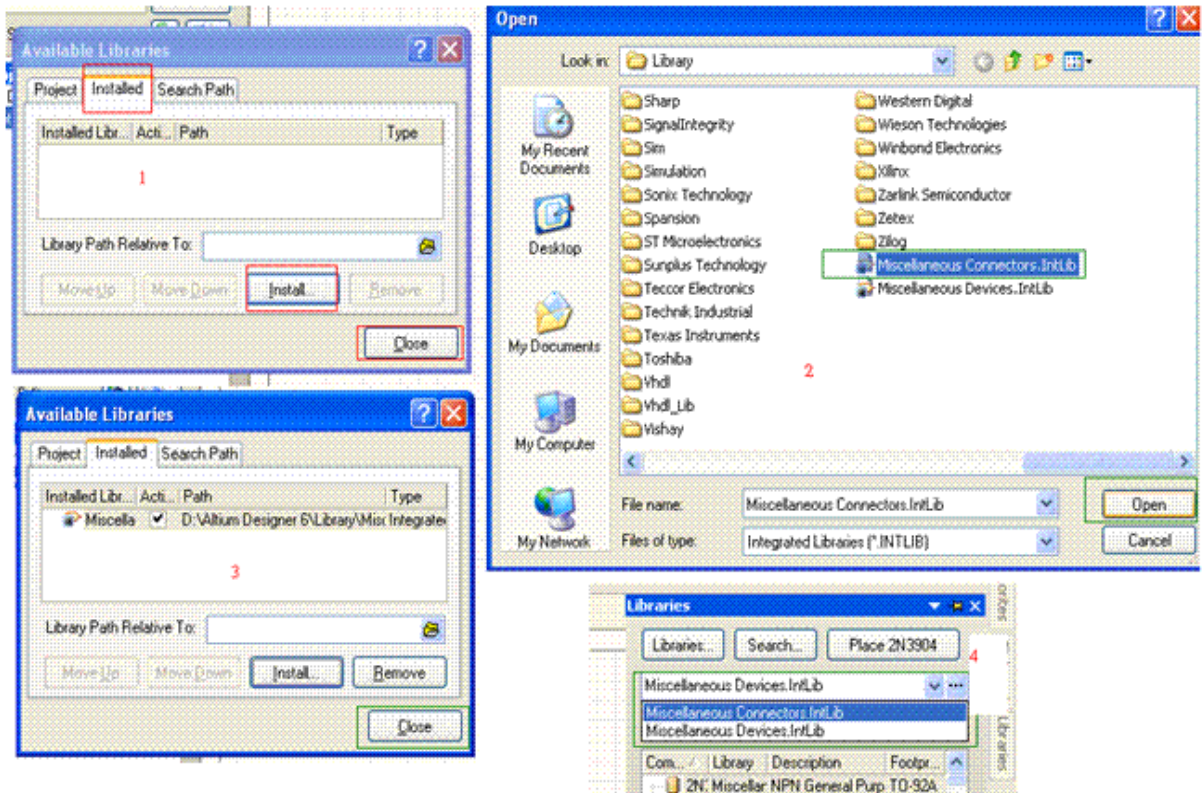 Available Libraries
Project Installed Search Path
Installed Libr... Acti... Path Type
1
Library Path Relative To:
Move Up Move Down Install... Remove
Close
Open
Look in: Library
My Recent Documents
Desktop
My Documents
My Computer
My Network
Sharp
SignalIntegrity
Sim
Simulation
Sonix Technology
Spansion
ST Microelectronics
Sunplus Technology
Teccor Electronics
Technik Industrial
Texas Instruments
Toshiba
Vhdl
Vhdl_Lib
Vishay
Western Digital
Wieson Technologies
Winbond Electronics
Xilinx
Zarlink Semiconductor
Zetex
Zilog
Miscellaneous Connectors.IntLib
Miscellaneous Devices.IntLib
2
File name: Miscellaneous Connectors.IntLib Open
Files of type: Integrated Libraries (*.INTLIB) Cancel
Available Libraries
Project Installed Search Path
Installed Libr... Acti... Path Type
Miscella D:\Altium Designer 6\Library\Misc Integrate
3
Library Path Relative To:
Move Up Move Down Install... Remove
Close
Libraries
Libraries... Search... Place 2N3904
4
Miscellaneous Devices.IntLib ...
Miscellaneous Connectors.IntLib
Miscellaneous Devices.IntLib
Com... Library Description Footpr...
2N: Miscellar NPN General Purp TO-92A
Libraries